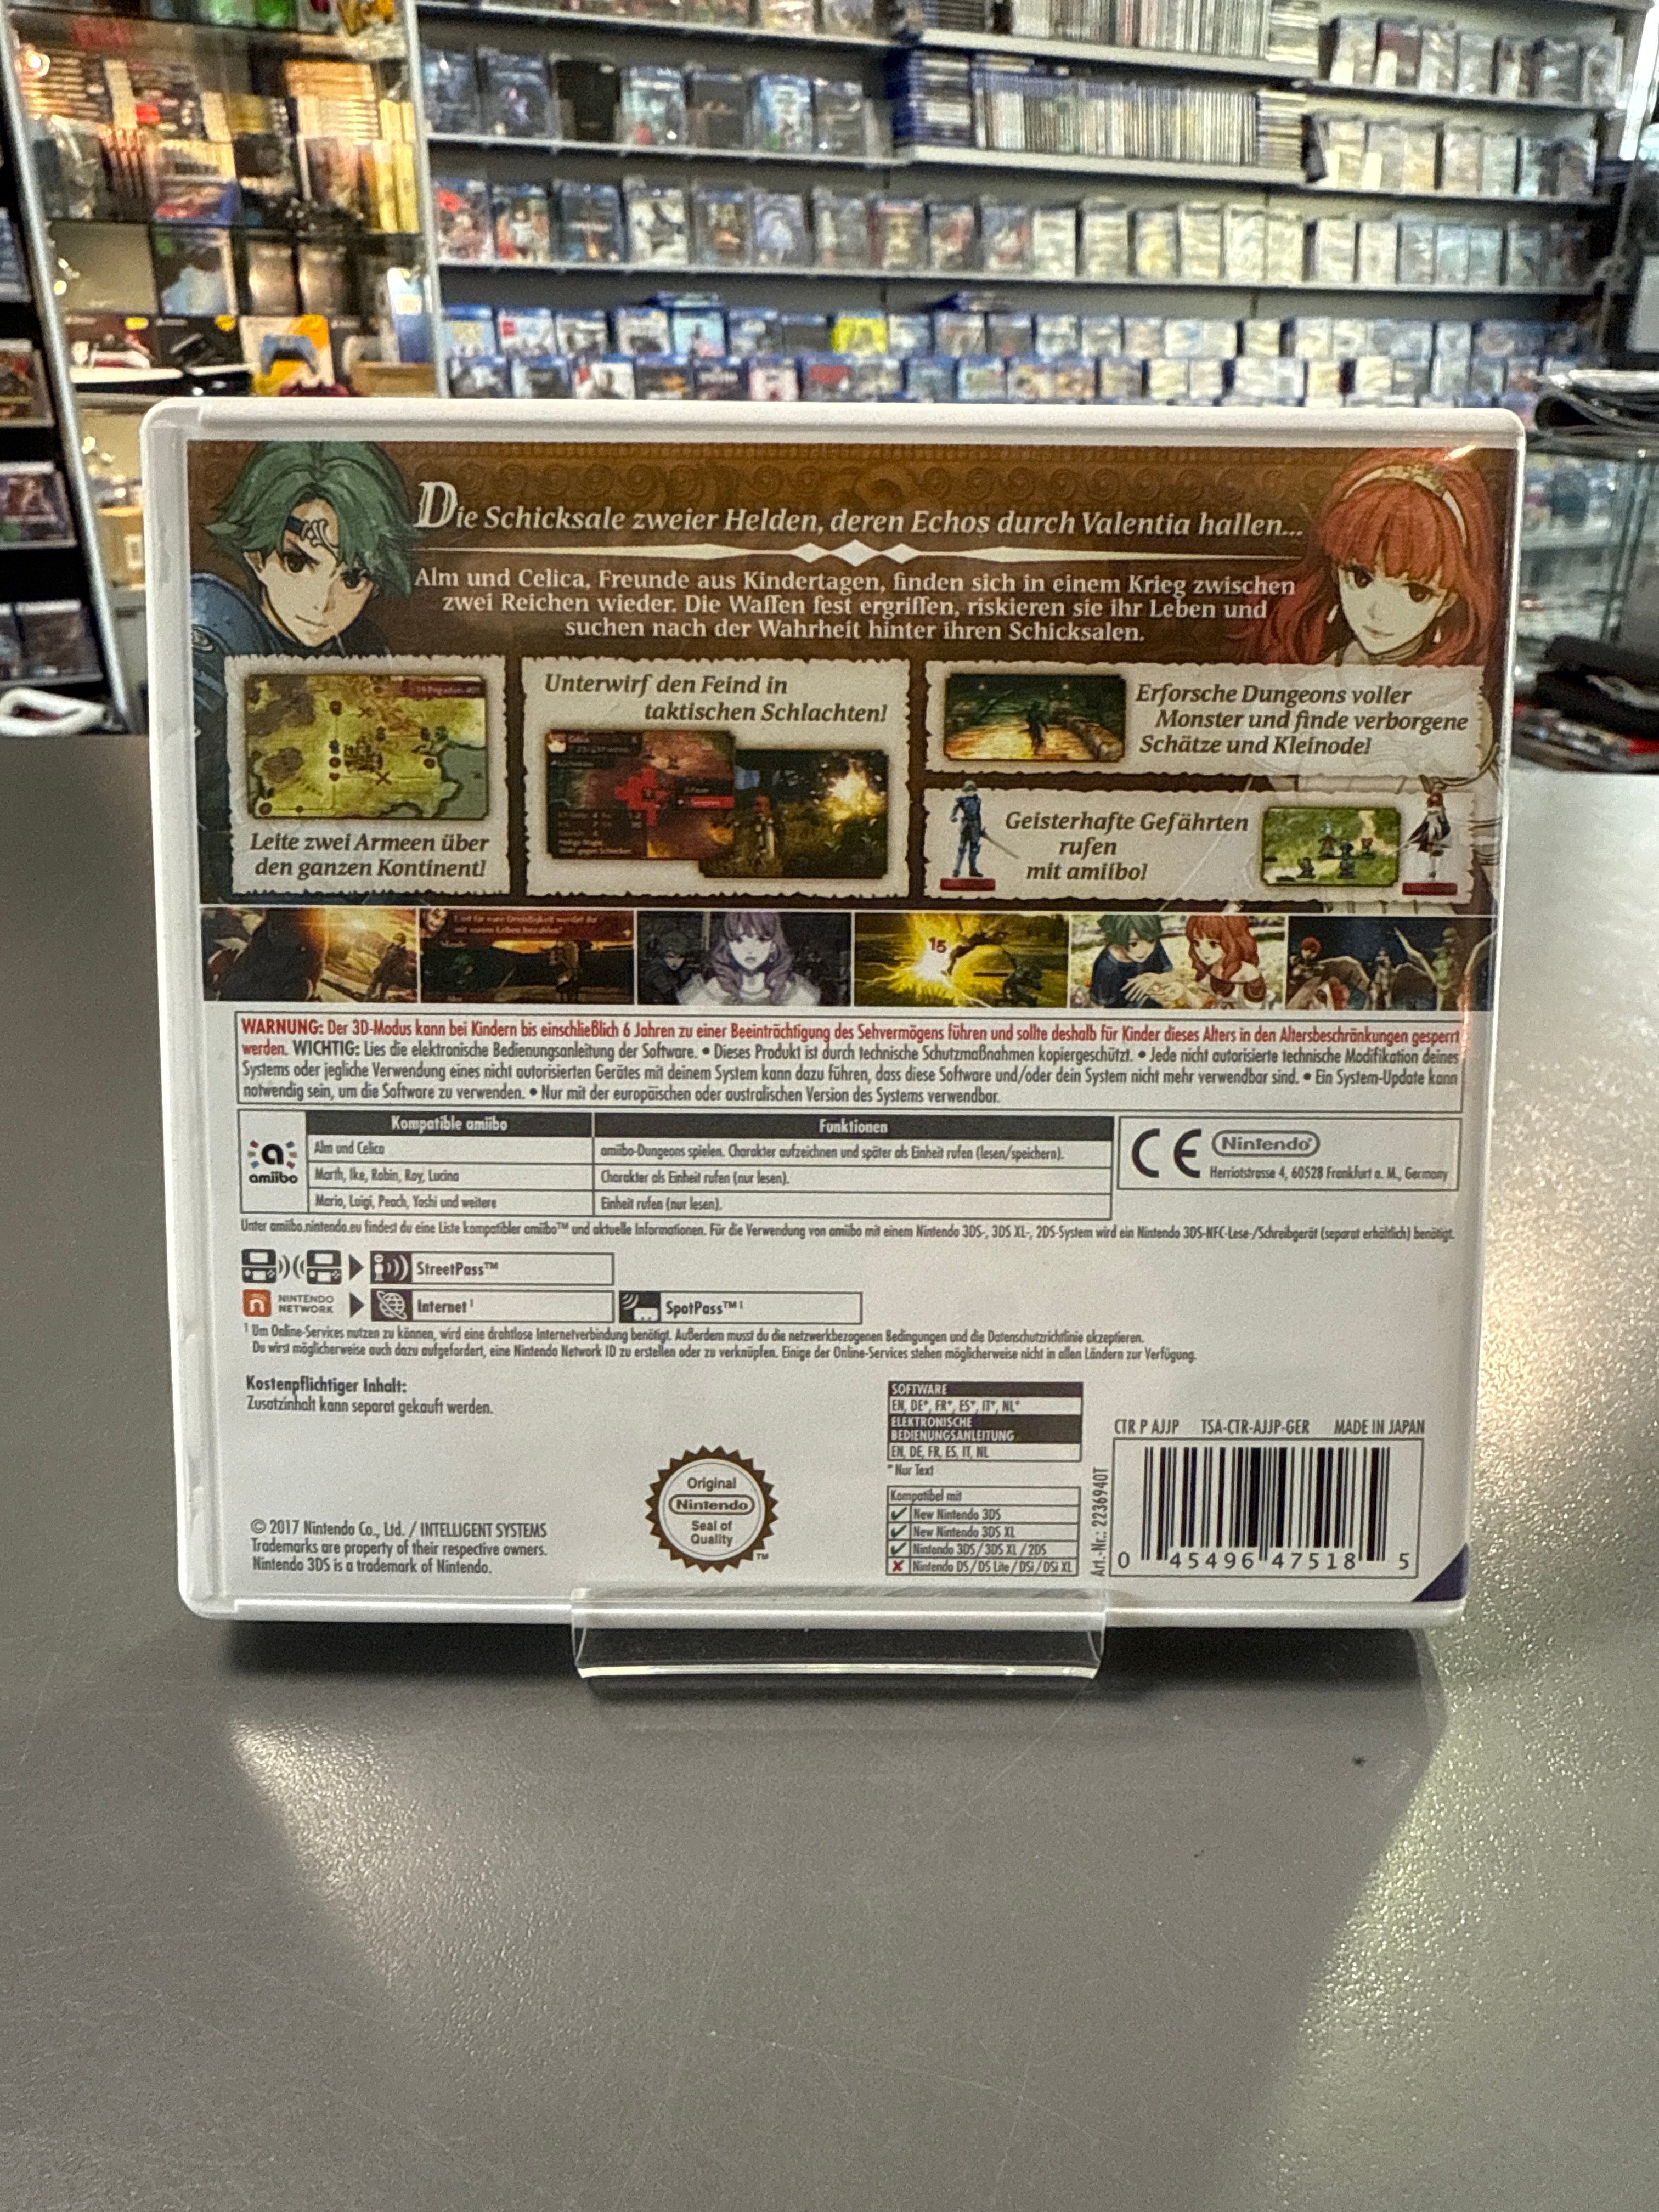 Die Schicksale zweier Helden, deren Echos durch Valentia hallen...
Alm und Celica, Freunde aus Kindertagen, finden sich in einem Krieg zwischen
zwei Reichen wieder. Die Waffen fest ergriffen, riskieren sie ihr Leben und
suchen nach der Wahrheit hinter ihren Schicksalen.
Leite zwei Armeen über
den ganzen Kontinent!
Unterwirf den Feind in
taktischen Schlachten!
Celica
Erforsche Dungeons voller
Monster und finde verborgene
Schätze und Kleinode!
Geisterhafte Gefährten
rufen
mit amiibo!
mit eurem Leben bezahlen!
15
WARNUNG: Der 3D-Modus kann bei Kindern bis einschließlich 6 Jahren zu einer Beeinträchtigung des Sehvermögens führen und sollte deshalb für Kinder dieses Alters in den Altersbeschränkungen gesperrt
werden. WICHTIG: Lies die elektronische Bedienungsanleitung der Software. • Dieses Produkt ist durch technische Schutzmaßnahmen kopiergeschützt. • Jede nicht autorisierte technische Modifikation deines
Systems oder jegliche Verwendung eines nicht autorisierten Gerätes mit deinem System kann dazu führen, dass diese Software und/oder dein System nicht mehr verwendbar sind. • Ein System-Update kann
notwendig sein, um die Software zu verwenden. • Nur mit der europäischen oder australischen Version des Systems verwendbar.
amiibo
Kompatible amiibo Funktionen
Alm und Celica amiibo-Dungeons spielen. Charakter aufzeichnen und später als Einheit rufen (lesen/speichern).
Marth, Ike, Robin, Roy, Lucina Charakter als Einheit rufen (nur lesen).
Mario, Luigi, Peach, Yoshi und weitere Einheit rufen (nur lesen).
CE Nintendo
Herriotstrasse 4, 60528 Frankfurt a. M., Germany
Unter amiibo.nintendo.eu findest du eine Liste kompatibler amiibo™ und aktuelle Informationen. Für die Verwendung von amiibo mit einem Nintendo 3DS-, 3DS XL-, 2DS-System wird ein Nintendo 3DS-NFC-Lese-/Schreibgerät (separat erhältlich) benötigt.
StreetPass™
NINTENDO
NETWORK
Internet¹
SpotPass™¹
¹ Um Online-Services nutzen zu können, wird eine drahtlose Internetverbindung benötigt. Außerdem musst du die netzwerkbezogenen Bedingungen und die Datenschutzrichtlinie akzeptieren.
Du wirst möglicherweise auch dazu aufgefordert, eine Nintendo Network ID zu erstellen oder zu verknüpfen. Einige der Online-Services stehen möglicherweise nicht in allen Ländern zur Verfügung.
Kostenpflichtiger Inhalt:
Zusatzinhalt kann separat gekauft werden.
© 2017 Nintendo Co., Ltd. / INTELLIGENT SYSTEMS
Trademarks are property of their respective owners.
Nintendo 3DS is a trademark of Nintendo.
Original
Nintendo
Seal of
Quality
™
SOFTWARE
EN, DE*, FR*, ES*, IT*, NL*
ELEKTRONISCHE
BEDIENUNGSANLEITUNG
EN, DE, FR, ES, IT, NL
*Nur Text
Kompatibel mit
New Nintendo 3DS
New Nintendo 3DS XL
Nintendo 3DS / 3DS XL / 2DS
Nintendo DS / DS Lite / DSi / DSi XL
Art.-Nr.: 2236940T
CTR P AJJP TSA-CTR-AJJP-GER MADE IN JAPAN
0 45496 47518 5